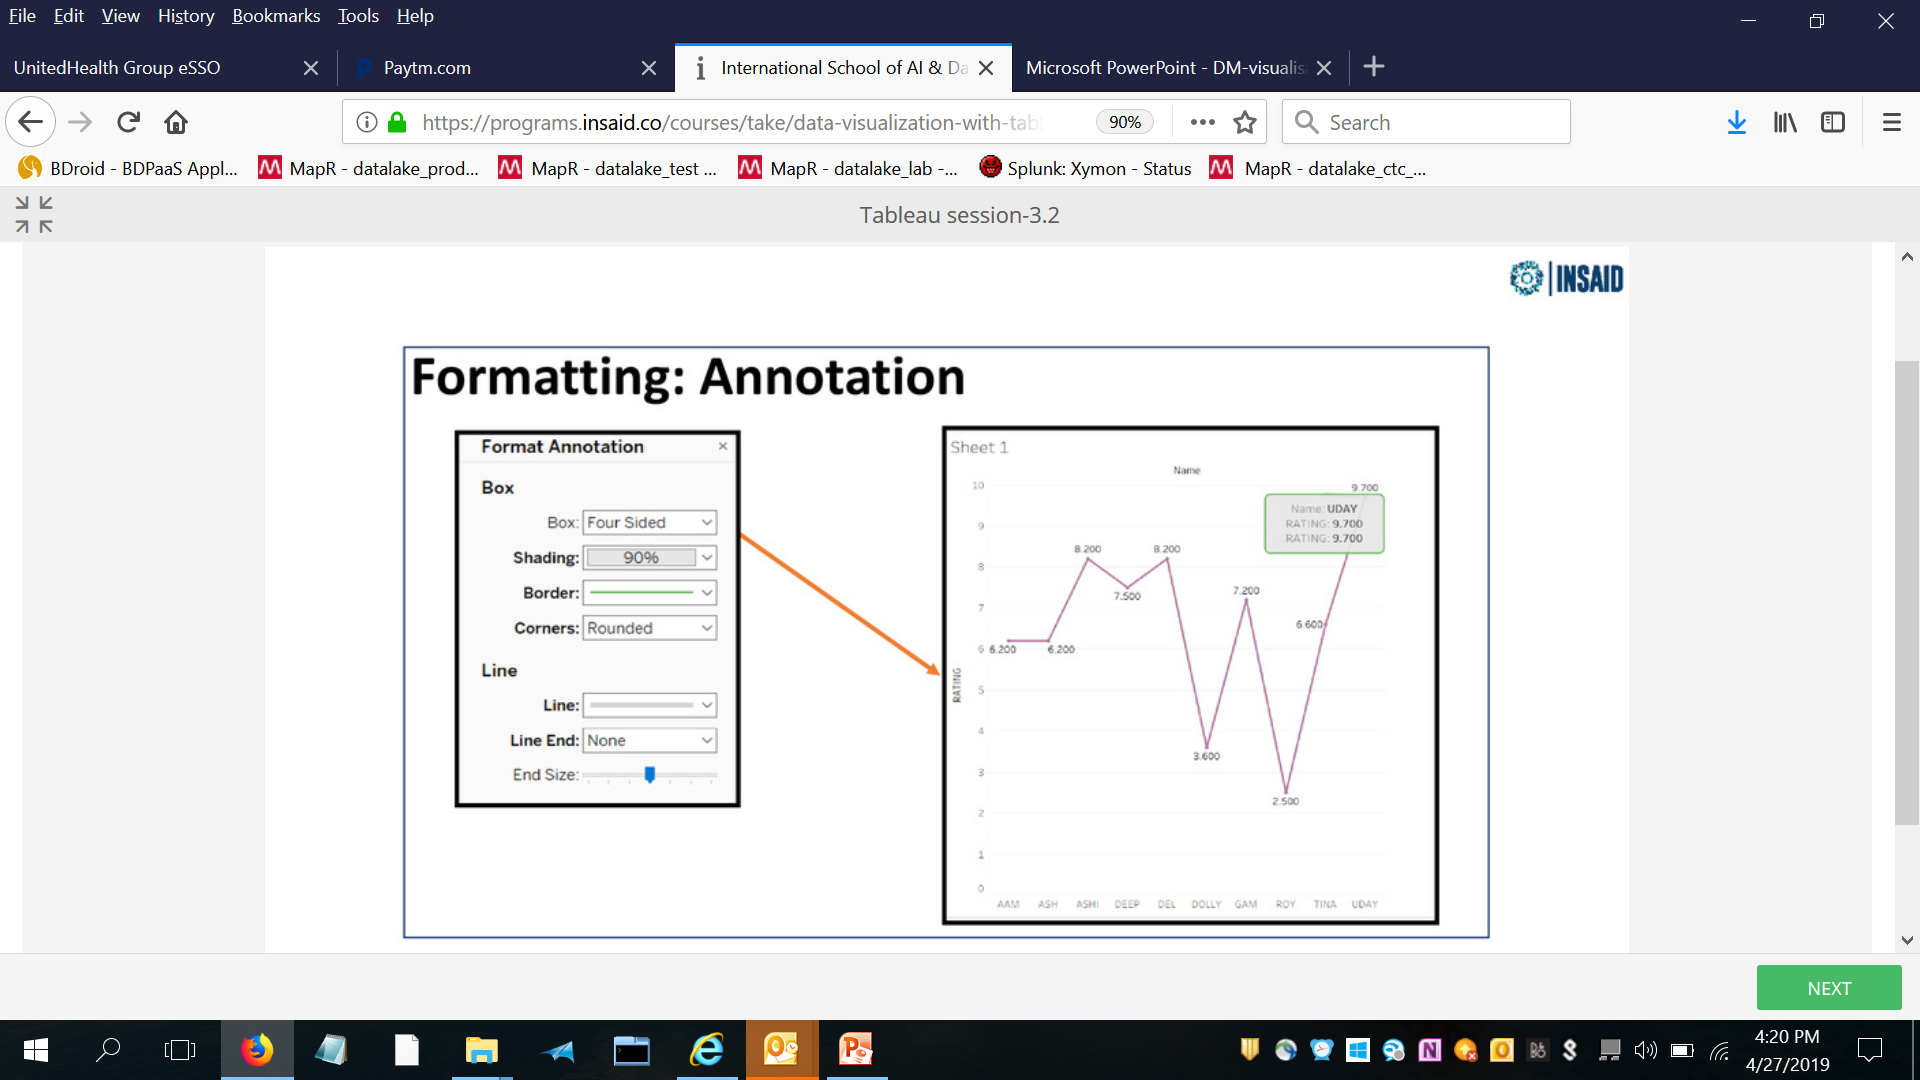 File Edit View History Bookmarks Tools Help
UnitedHealth Group eSSO
Paytm.com
International School of AI & Da
Microsoft PowerPoint - DM-visualis
https://programs.insaid.co/courses/take/data-visualization-with-tabl
90%
Search
BDroid - BDPaaS Appl...
MapR - datalake_prod...
MapR - datalake_test ...
MapR - datalake_lab -...
Splunk: Xymon - Status
MapR - datalake_ctc_...
Tableau session-3.2
INSAID
Formatting: Annotation
Format Annotation
Box
Box: Four Sided
Shading: 90%
Border:
Corners: Rounded
Line
Line:
Line End: None
End Size:
Sheet 1
Name
10
9
8
7
6
5
4
3
2
1
0
RATING
9.700
Name: UDAY
RATING: 9.700
RATING: 9.700
8.200
8.200
7.500
7.200
6.600
6.200
6.200
3.600
2.500
AAM ASH ASHI DEEP DEL DOLLY GAM ROY TINA UDAY
NEXT
4:20 PM
4/27/2019